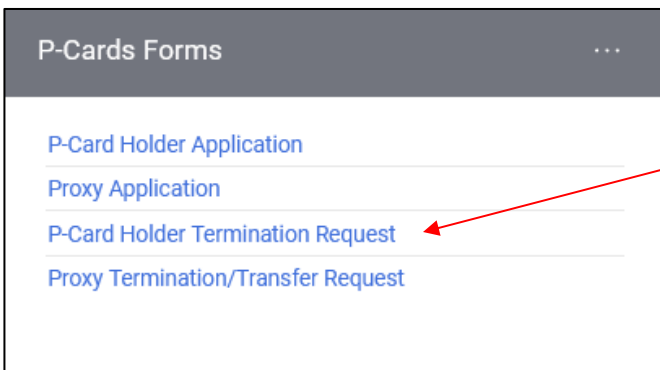 P-Cards Forms
P-Card Holder Application
Proxy Application
P-Card Holder Termination Request
Proxy Termination/Transfer Request